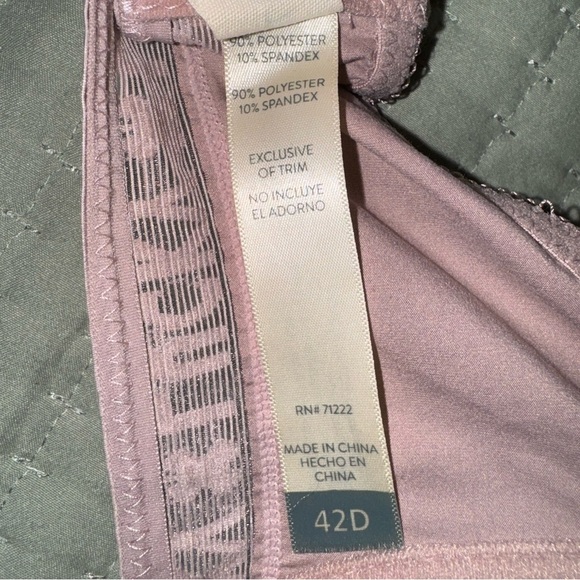 90% POLYESTER
10% SPANDEX
90% POLYESTER
10% SPANDEX
EXCLUSIVE
OF TRIM
NO INCLUYE
EL ADORNO
RN# 71222
MADE IN CHINA
HECHO EN
CHINA
42D